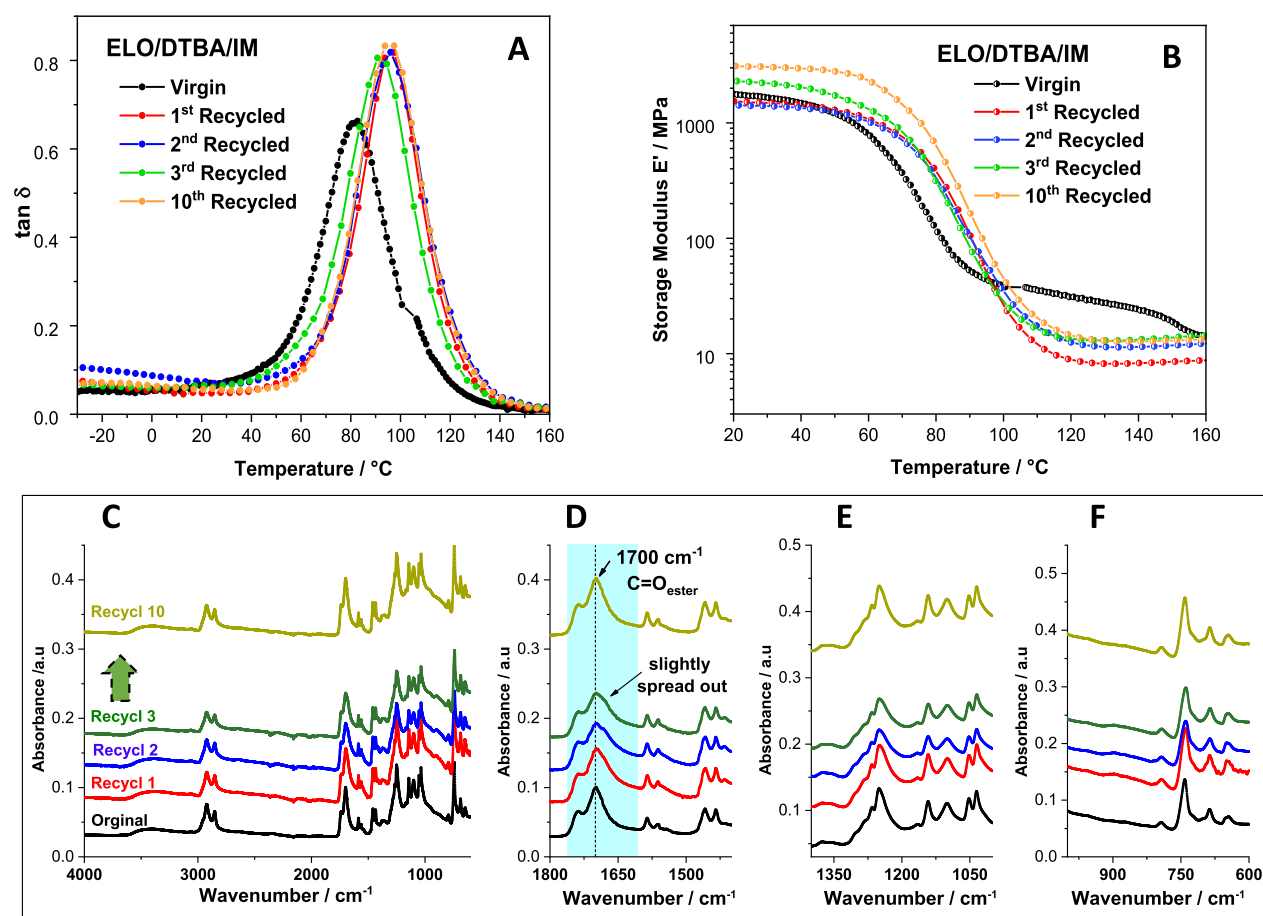 ELO/DTBA/IM
A
Virgin
1st Recycled
2nd Recycled
3rd Recycled
10th Recycled
0.8
0.6
0.4
0.2
0.0
tan δ
-20 0 20 40 60 80 100 120 140 160
Temperature / °C
ELO/DTBA/IM
B
Virgin
1st Recycled
2nd Recycled
3rd Recycled
10th Recycled
1000
100
10
Storage Modulus E' / MPa
20 40 60 80 100 120 140 160
Temperature / °C
C
0.4
0.3
0.2
0.1
0.0
Absorbance /a.u
Recycl 10
Recycl 3
Recycl 2
Recycl 1
Orginal
4000 3000 2000 1000
Wavenumber / cm-1
D
1700 cm-1
C=Oester
slightly
spread out
0.4
0.3
0.2
0.1
0.0
Absorbance / a.u
1800 1650 1500
Wavenumber / cm-1
E
0.5
0.4
0.3
0.2
0.1
Absorbance / a.u
1350 1200 1050
Wavenumber / cm-1
F
0.5
0.4
0.3
0.2
0.1
0.0
Absorbance / a.u
900 750 600
Wavenumber / cm-1